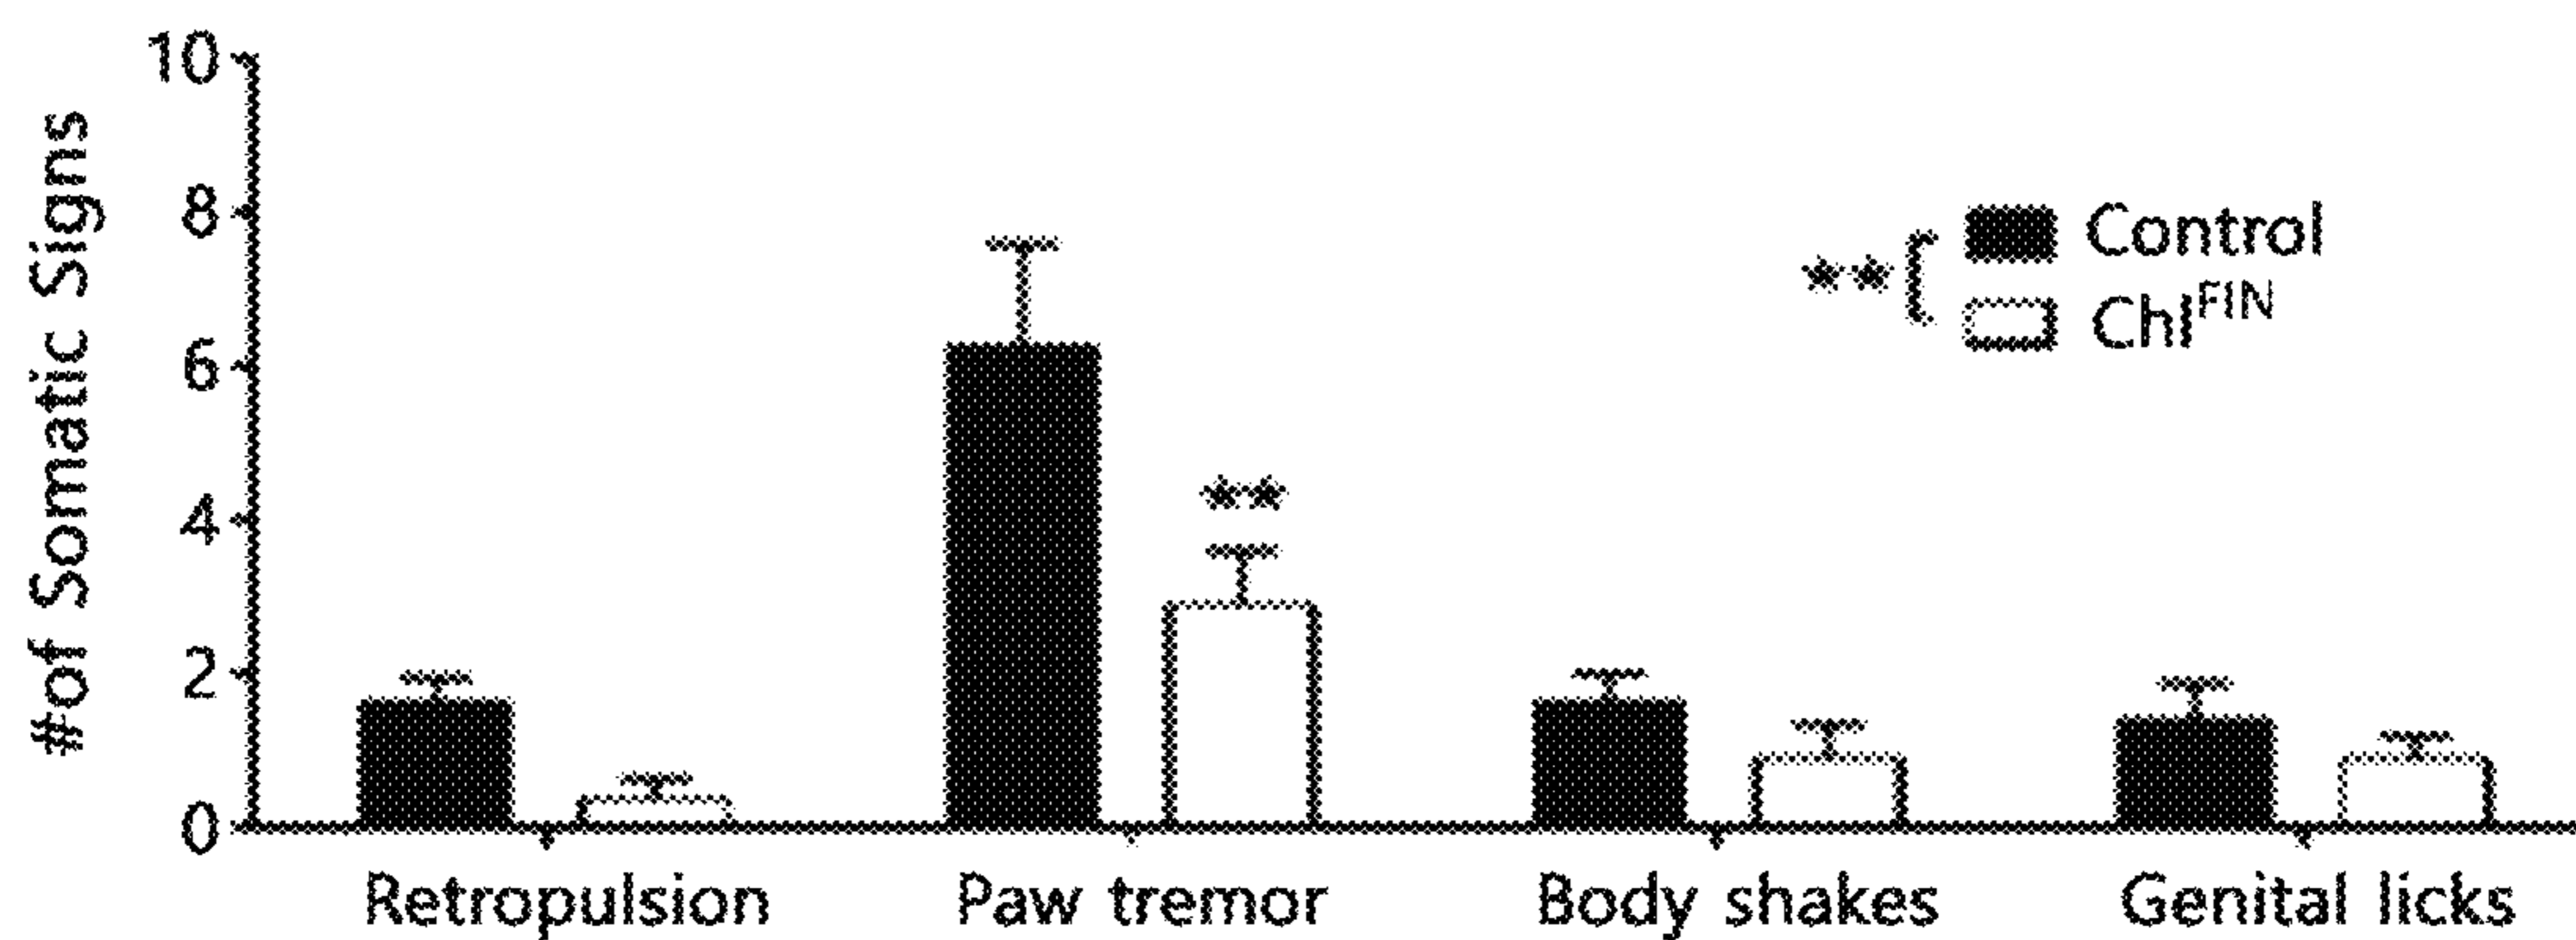 #of Somatic Signs
10
8
6
4
2
0
** Control
Chl^FIN
**
Retropulsion Paw tremor Body shakes Genital licks